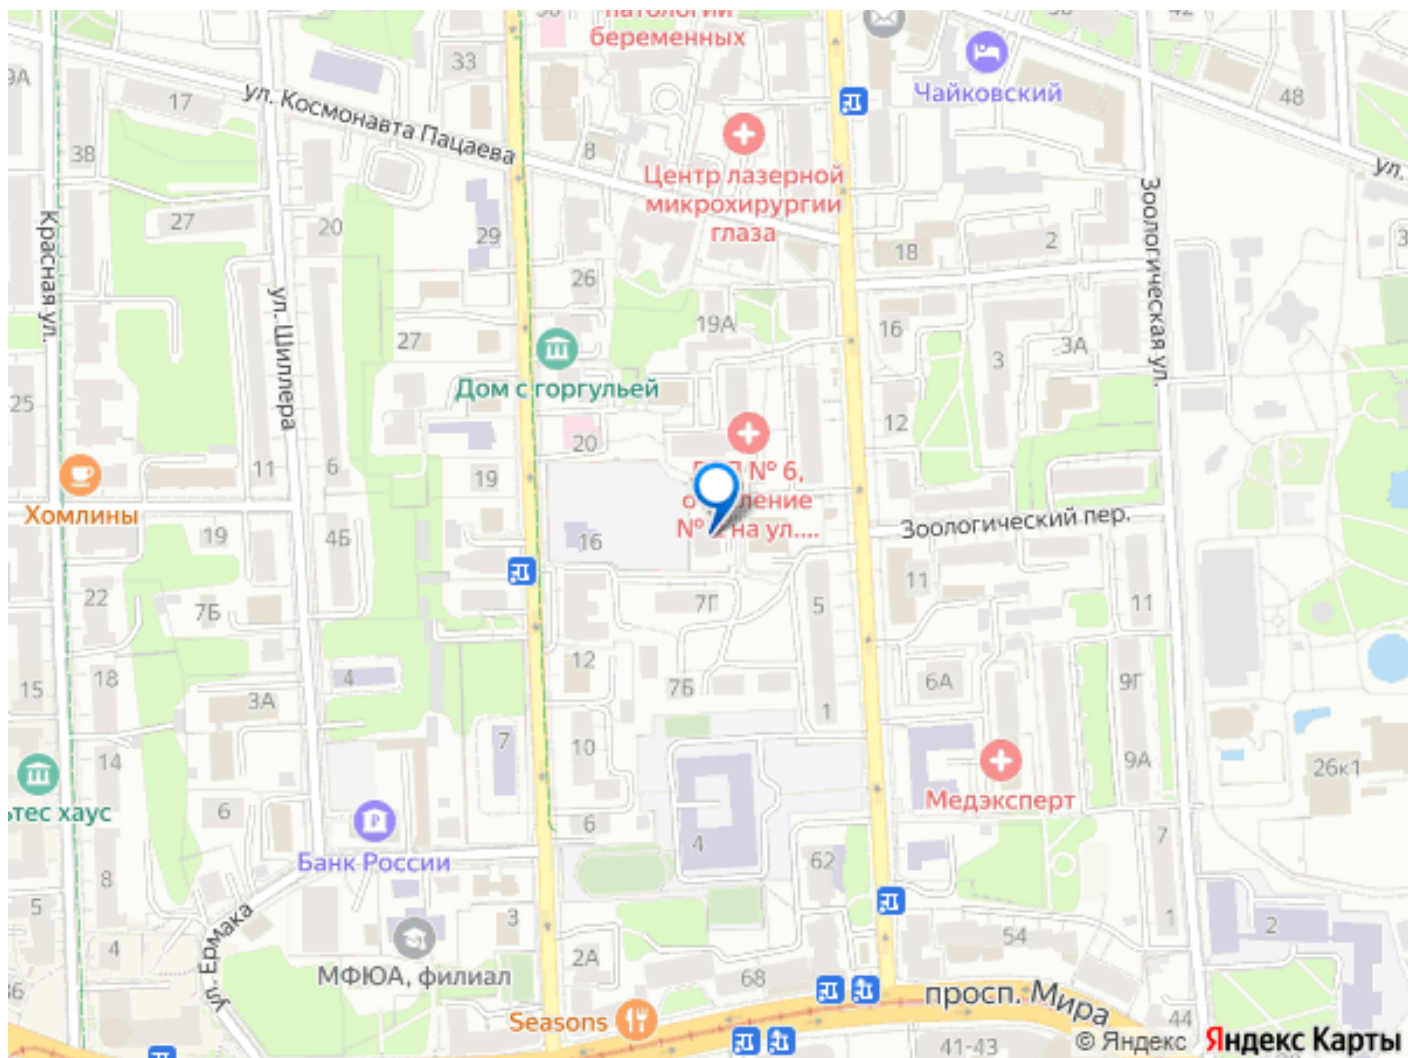 патологии
беременных
33
9А
17
ул. Космонавта Пацаева
38
8
Чайковский
48
42
Центр лазерной
микрохирургии
глаза
ул.
Зоологическая ул.
Красная ул.
27
20
29
18
2
26
ул. Шиллера
27
19А
16
3
3А
Дом с горгульей
25
12
20
11
6
19
№ 6,
Хомлины
на ул....
Зоологический пер.
19
4Б
16
11
22
7Б
7Г
5
11
12
15
18
3А
4
7Б
6А
9Г
1
14
7
10
9А
26к1
6
Медэксперт
6
4
7
Банк России
62
8
5
4
ул. Ермака
3
1
2
54
МФЮА, филиал
2А
68
просп. Мира
Seasons
44
41-43
© Яндекс
Яндекс Карты